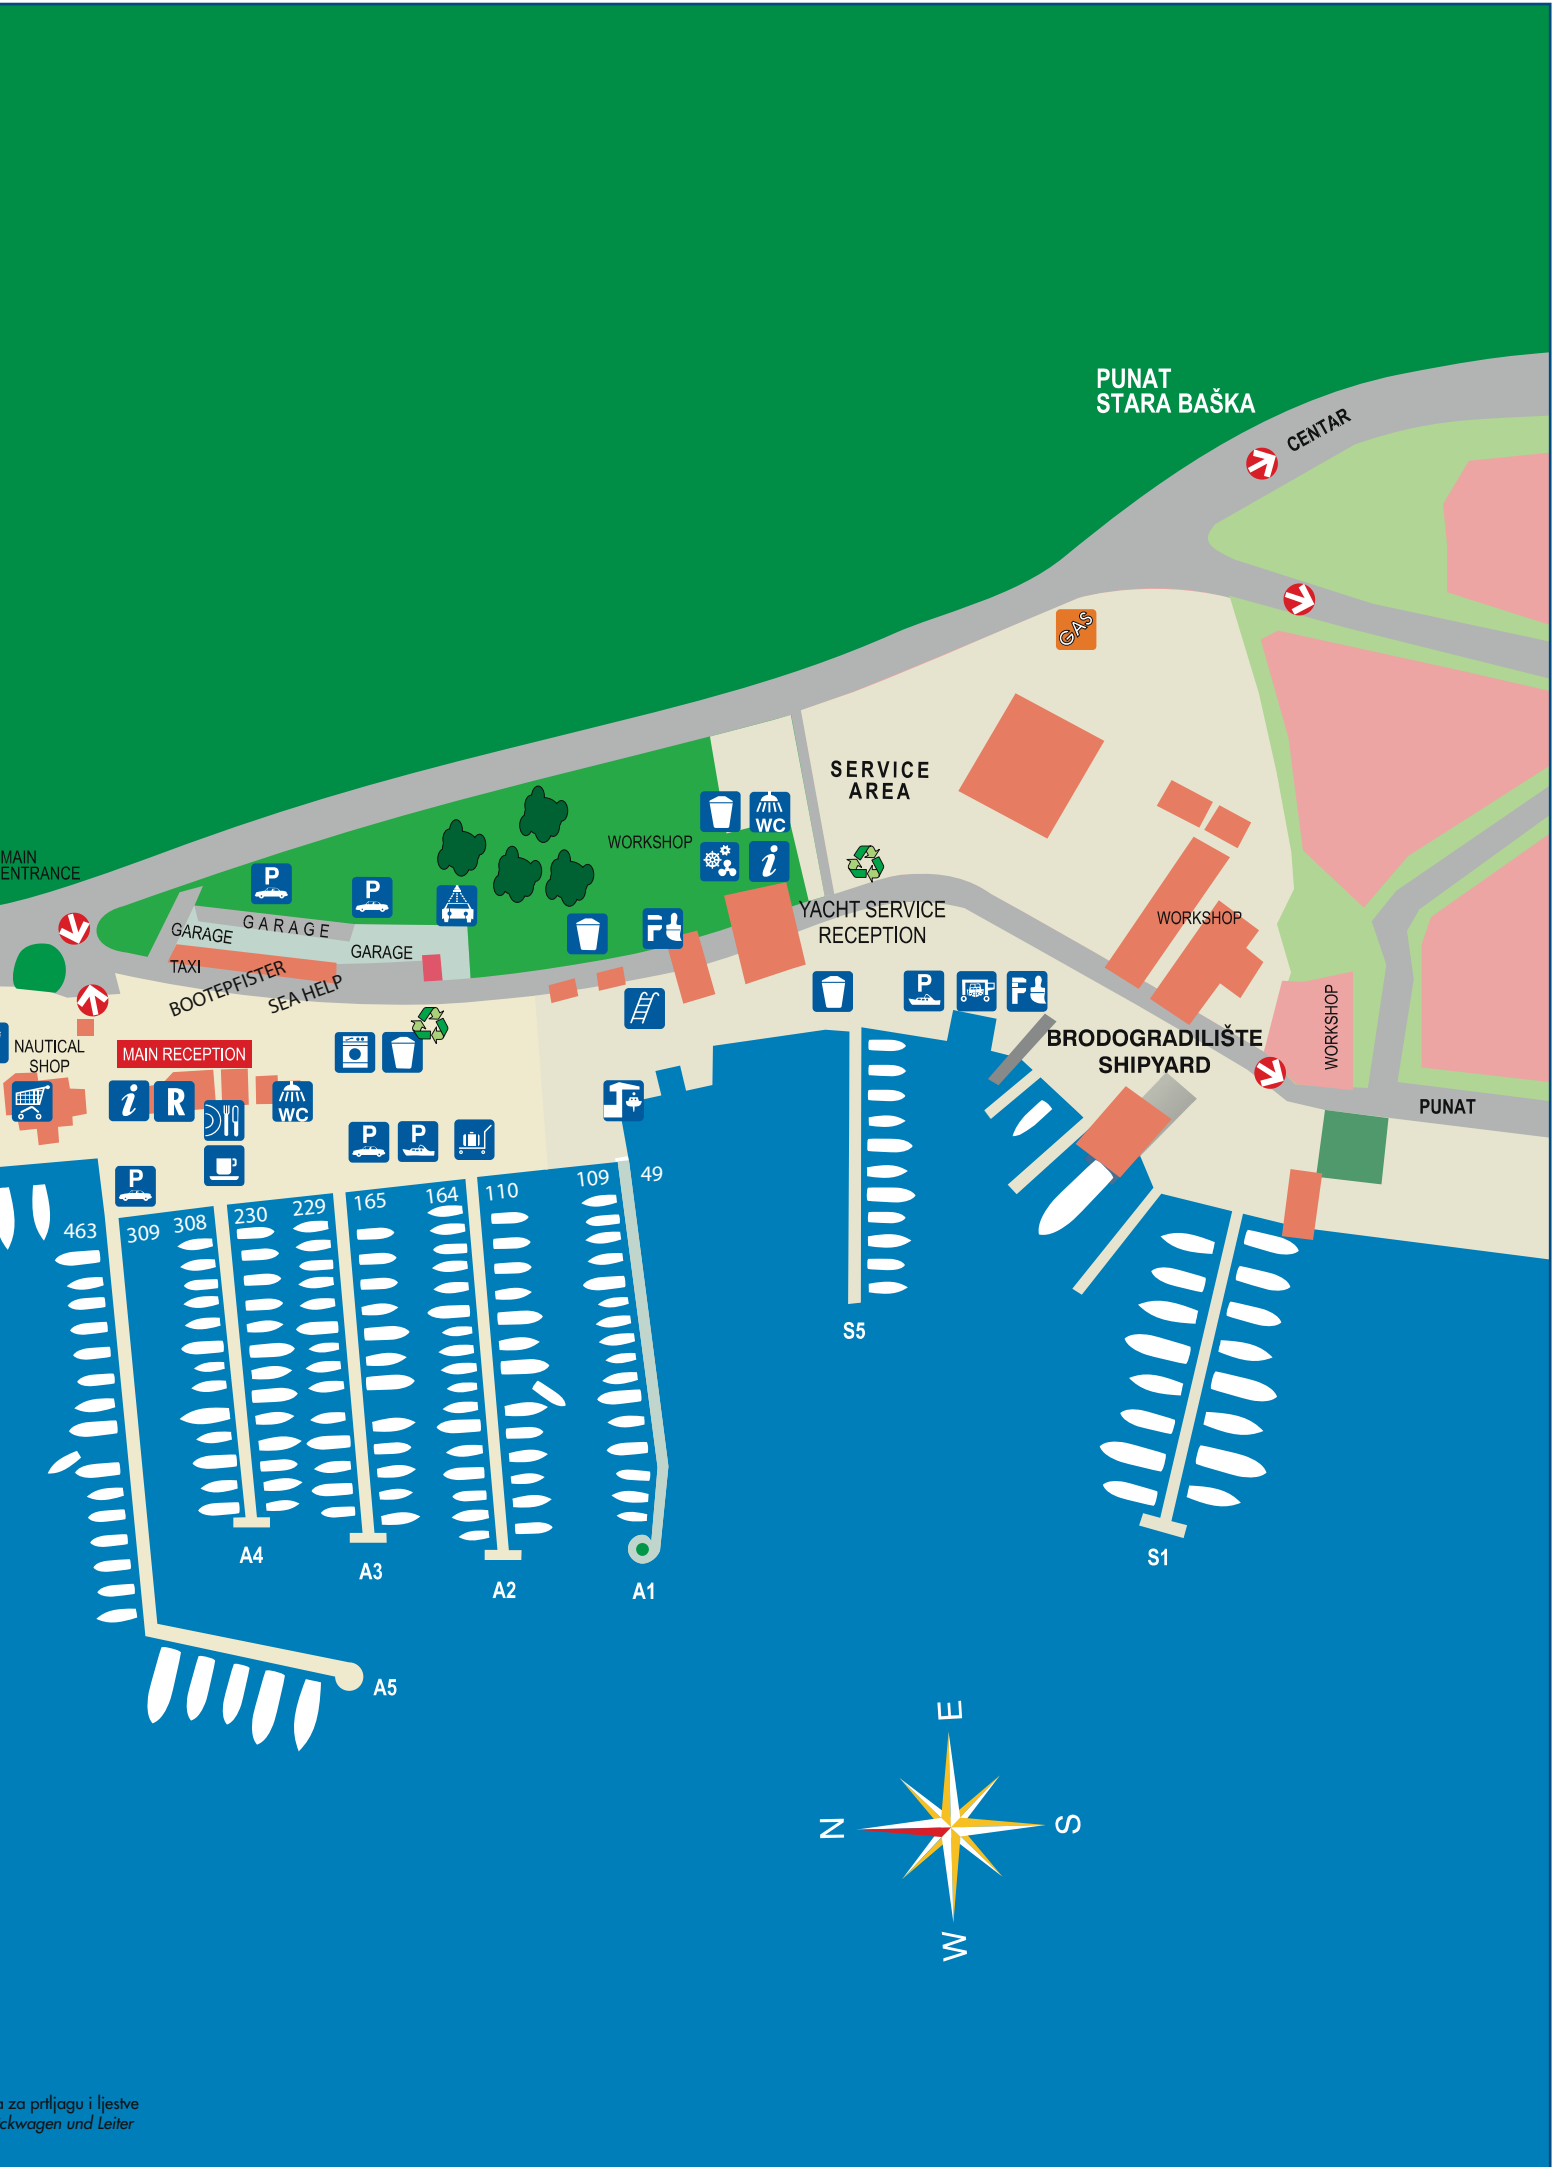 PUNAT
STARA BAŠKA
CENTAR
GAS
SERVICE
AREA
WORKSHOP
WC
i
MAIN
ENTRANCE
P
P
GARAGE
GARAGE
GARAGE
TAXI
BOOTEPFISTER
SEA HELP
YACHT SERVICE
RECEPTION
WORKSHOP
P
WORKSHOP
BRODOGRADILIŠTE
SHIPYARD
PUNAT
NAUTICAL
SHOP
MAIN RECEPTION
i
R
WC
P
P
P
463
309
308
230
229
165
164
110
109
49
S5
S1
A4
A3
A2
A1
A5
E
N
S
W
za prtljagu i ljestve
ckwagen und Leiter